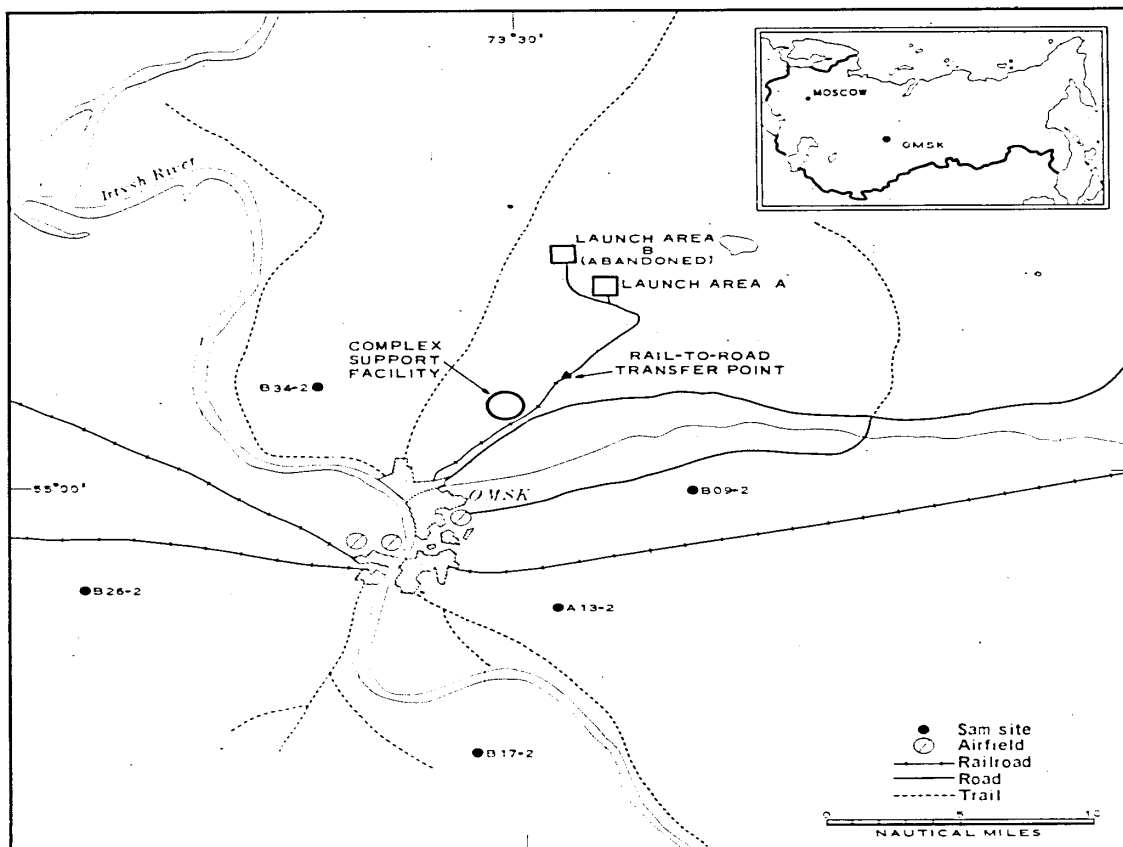 73°30'
MOSCOW
OMSK
Irtysh River
LAUNCH AREA
B
(ABANDONED)
LAUNCH AREA A
COMPLEX
SUPPORT
FACILITY
RAIL-TO-ROAD
TRANSFER POINT
B34-2
55°00'
OMSK
B09-2
B26-2
A13-2
B17-2
Sam site
Airfield
Railroad
Road
Trail
0 5 10
NAUTICAL MILES